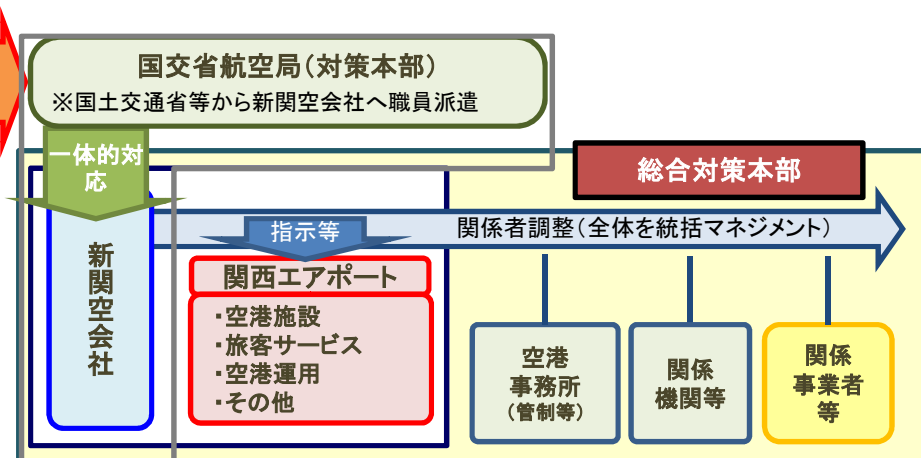 国交省航空局（対策本部）
※国土交通省等から新関空会社へ職員派遣
一体的対
応
総合対策本部
指示等
関係者調整（全体を統括マネジメント）
新関空会社
関西エアポート
・空港施設
・旅客サービス
・空港運用
・その他
空港
事務所
（管制等）
関係
機関等
関係
事業者
等